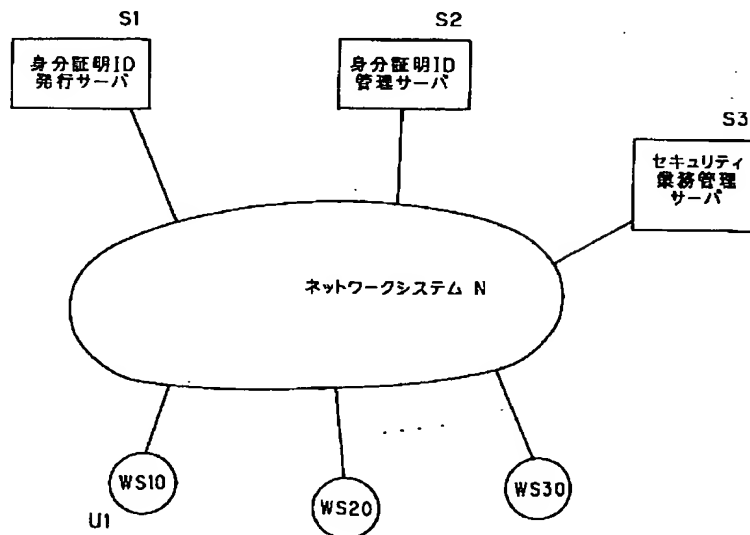 S1
身分証明ID
発行サーバ
S2
身分証明ID
管理サーバ
S3
セキュリティ
業務管理
サーバ
ネットワークシステム N
WS10
U1
WS20
WS30